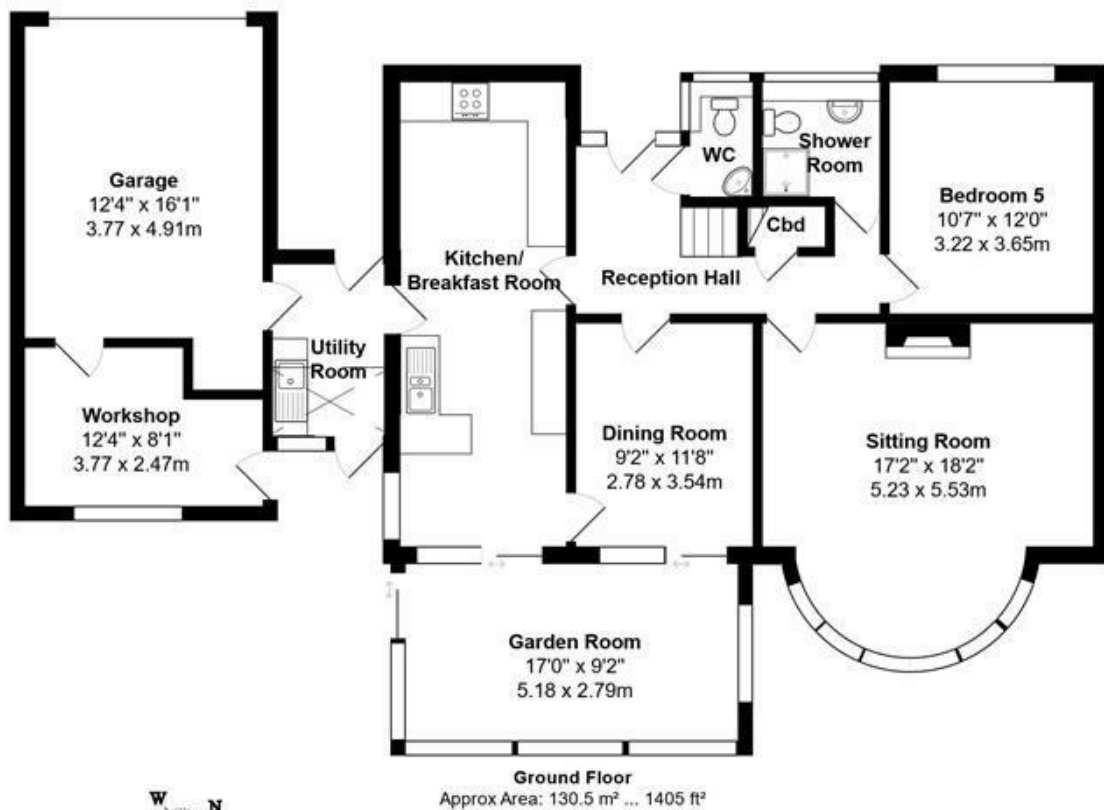 Garage
12'4" x 16'1"
3.77 x 4.91m
WC
Shower
Room
Bedroom 5
10'7" x 12'0"
3.22 x 3.65m
Cbd
Kitchen/
Breakfast Room
Reception Hall
Utility
Room
Workshop
12'4" x 8'1"
3.77 x 2.47m
Dining Room
9'2" x 11'8"
2.78 x 3.54m
Sitting Room
17'2" x 18'2"
5.23 x 5.53m
Garden Room
17'0" x 9'2"
5.18 x 2.79m
Ground Floor
Approx Area: 130.5 m² ... 1405 ft²
W
N